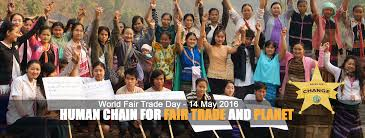 World Fair Trade Day - 14 May 2016
HUMAN CHAIN FOR FAIR TRADE AND PLANET
CHANGE